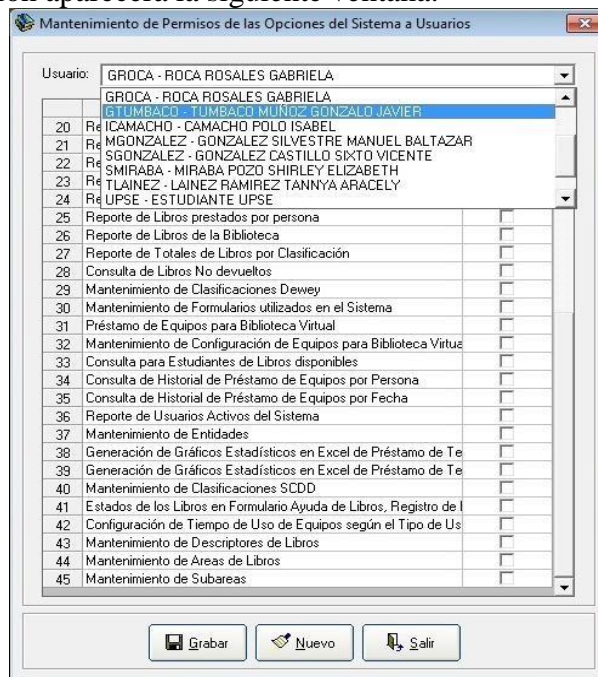 ón aparecerá la siguiente ventana:
Mantenimiento de Permisos de las Opciones del Sistema a Usuarios
Usuario: GROCA - ROCA ROSALES GABRIELA
GROCA - ROCA ROSALES GABRIELA
GTUMBACO - TUMBACO MUÑOZ GONZALO JAVIER
20 Re ICAMACHO - CAMACHO POLO ISABEL
21 Re MGONZALEZ - GONZALEZ SILVESTRE MANUEL BALTAZAR
22 Re SGONZALEZ - GONZALEZ CASTILLO SIXTO VICENTE
23 Re SMIRABA - MIRABA POZO SHIRLEY ELIZABETH
TLAINEZ - LAINEZ RAMIREZ TANNYA ARACELY
24 Re UPSE - ESTUDIANTE UPSE
25 Reporte de Libros prestados por persona
26 Reporte de Libros de la Biblioteca
27 Reporte de Totales de Libros por Clasificación
28 Consulta de Libros No devueltos
29 Mantenimiento de Clasificaciones Dewey
30 Mantenimiento de Formularios utilizados en el Sistema
31 Préstamo de Equipos para Biblioteca Virtual
32 Mantenimiento de Configuración de Equipos para Biblioteca Virtua
33 Consulta para Estudiantes de Libros disponibles
34 Consulta de Historial de Préstamo de Equipos por Persona
35 Consulta de Historial de Préstamo de Equipos por Fecha
36 Reporte de Usuarios Activos del Sistema
37 Mantenimiento de Entidades
38 Generación de Gráficos Estadísticos en Excel de Préstamo de Te
39 Generación de Gráficos Estadísticos en Excel de Préstamo de Te
40 Mantenimiento de Clasificaciones SCDD
41 Estados de los Libros en Formulario Ayuda de Libros, Registro de l
42 Configuración de Tiempo de Uso de Equipos según el Tipo de Us
43 Mantenimiento de Descriptores de Libros
44 Mantenimiento de Areas de Libros
45 Mantenimiento de Subareas
Grabar Nuevo Salir